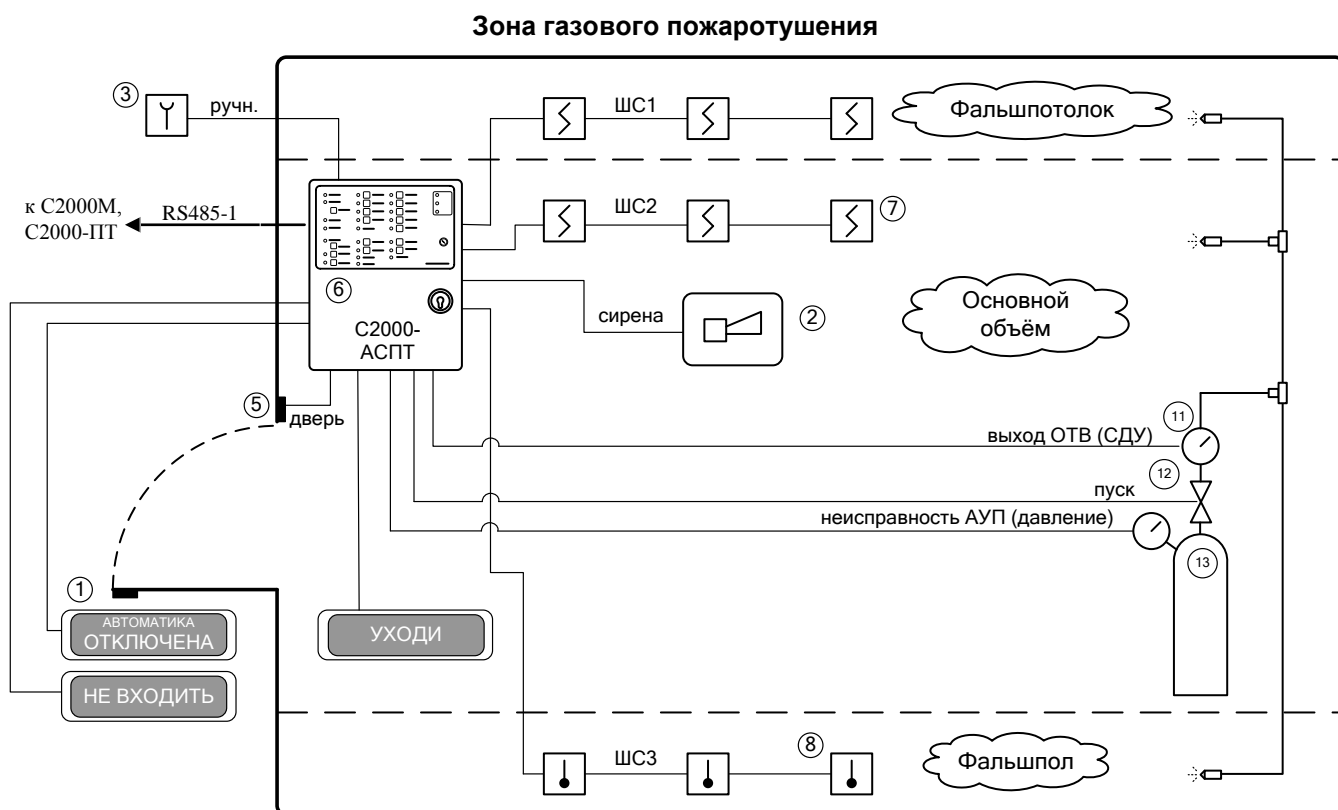 Зона газового пожаротушения
3
ручн.
ШС1
Фальшпотолок
к С2000М,
С2000-ПТ
RS485-1
ШС2
7
6
С2000-
АСПТ
сирена
2
Основной
объём
5
дверь
11
выход ОТВ (СДУ)
12
пуск
неисправность АУП (давление)
13
1
АВТОМАТИКА
ОТКЛЮЧЕНА
УХОДИ
НЕ ВХОДИТЬ
ШС3
8
Фальшпол